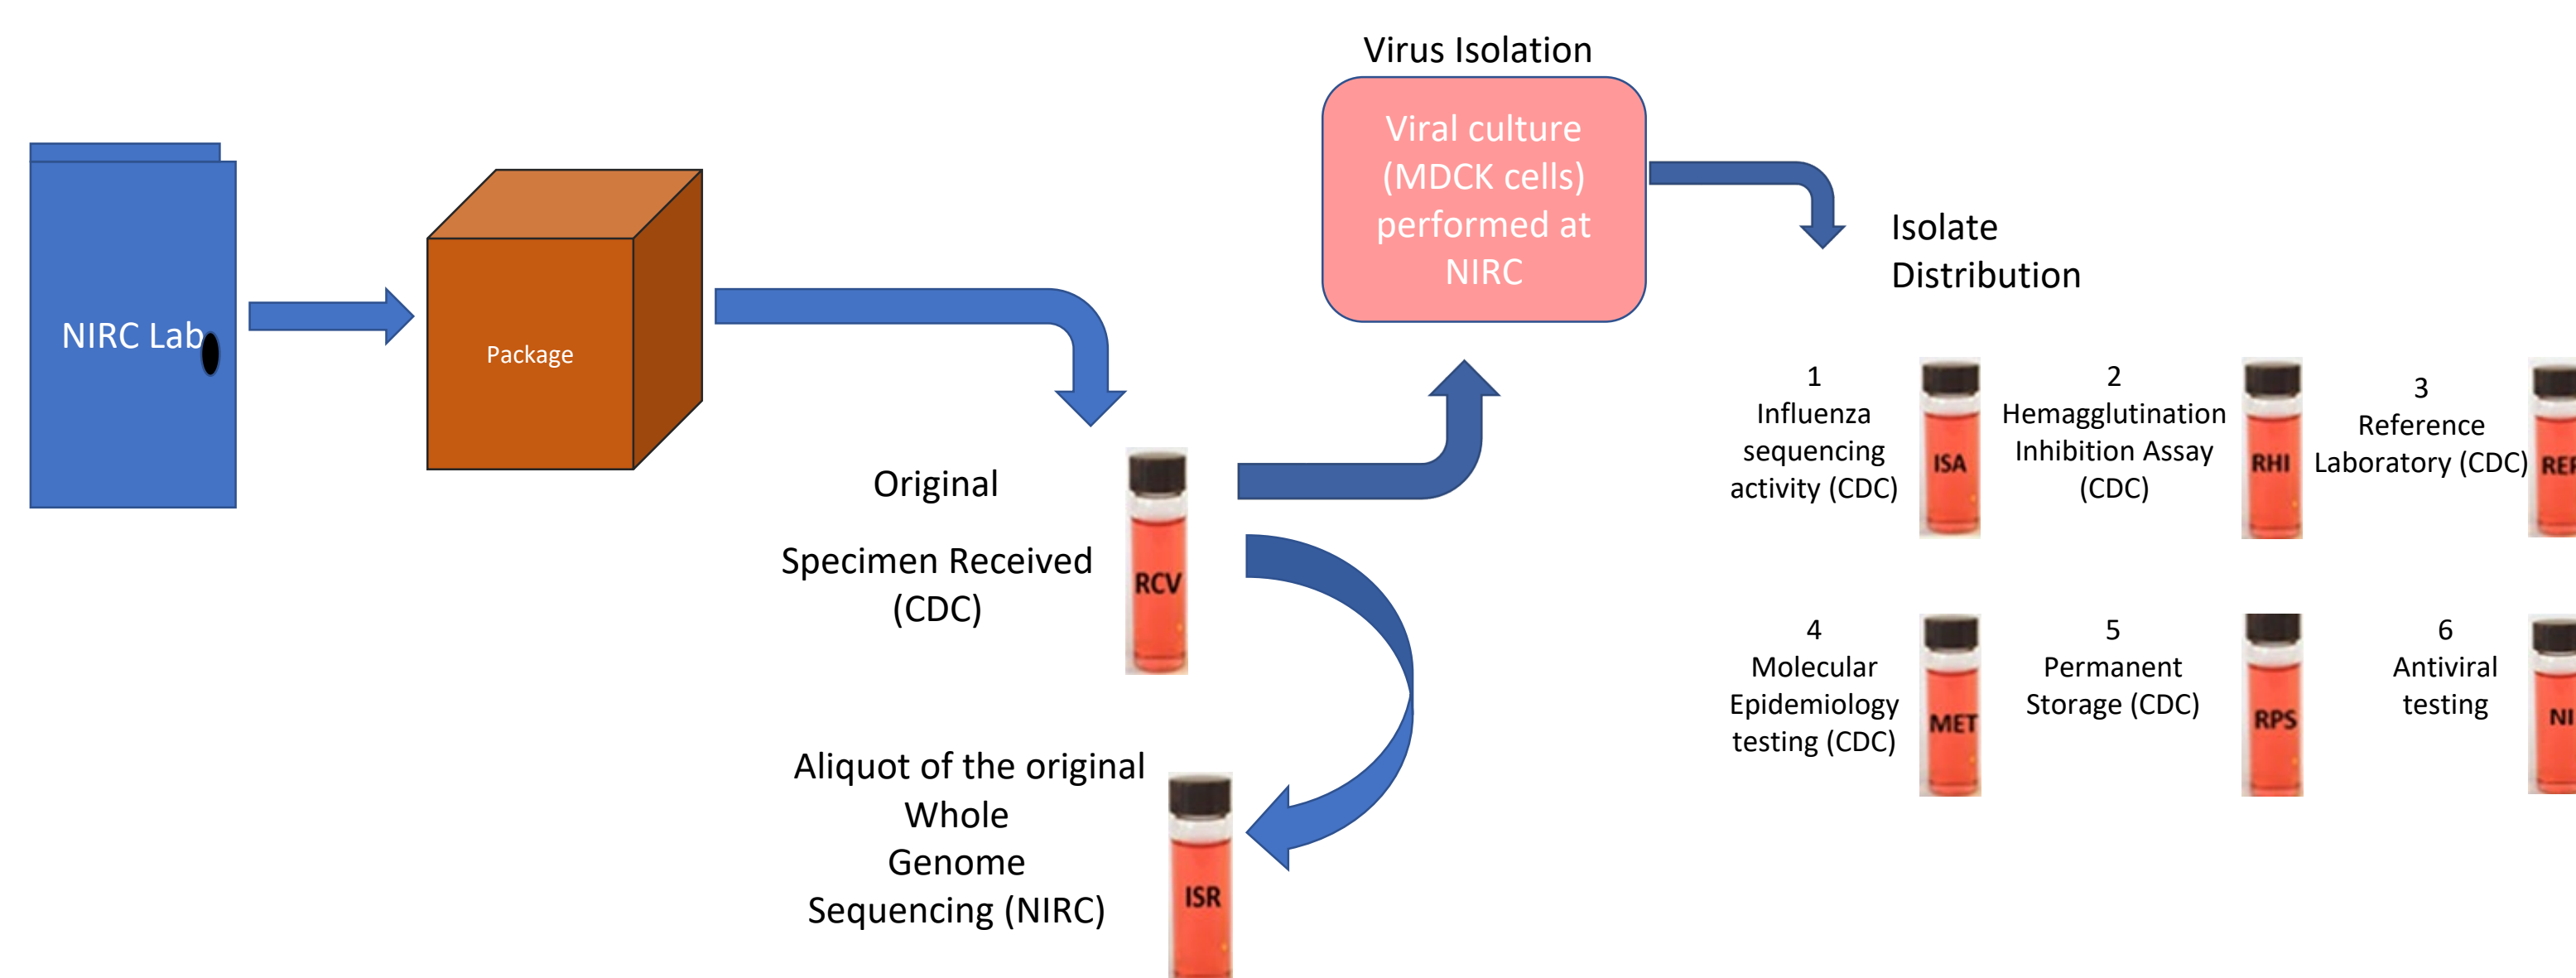 NIRC Lab
Package
Original
Specimen Received
(CDC)
RCV
Aliquot of the original
Whole
Genome
Sequencing (NIRC)
ISR
Virus Isolation
Viral culture
(MDCK cells)
performed at
NIRC
Isolate
Distribution
1
Influenza
sequencing
activity (CDC)
ISA
2
Hemagglutination
Inhibition Assay
(CDC)
RHI
3
Reference
Laboratory (CDC)
4
Molecular
Epidemiology
testing (CDC)
MET
5
Permanent
Storage (CDC)
RPS
6
Antiviral
testing